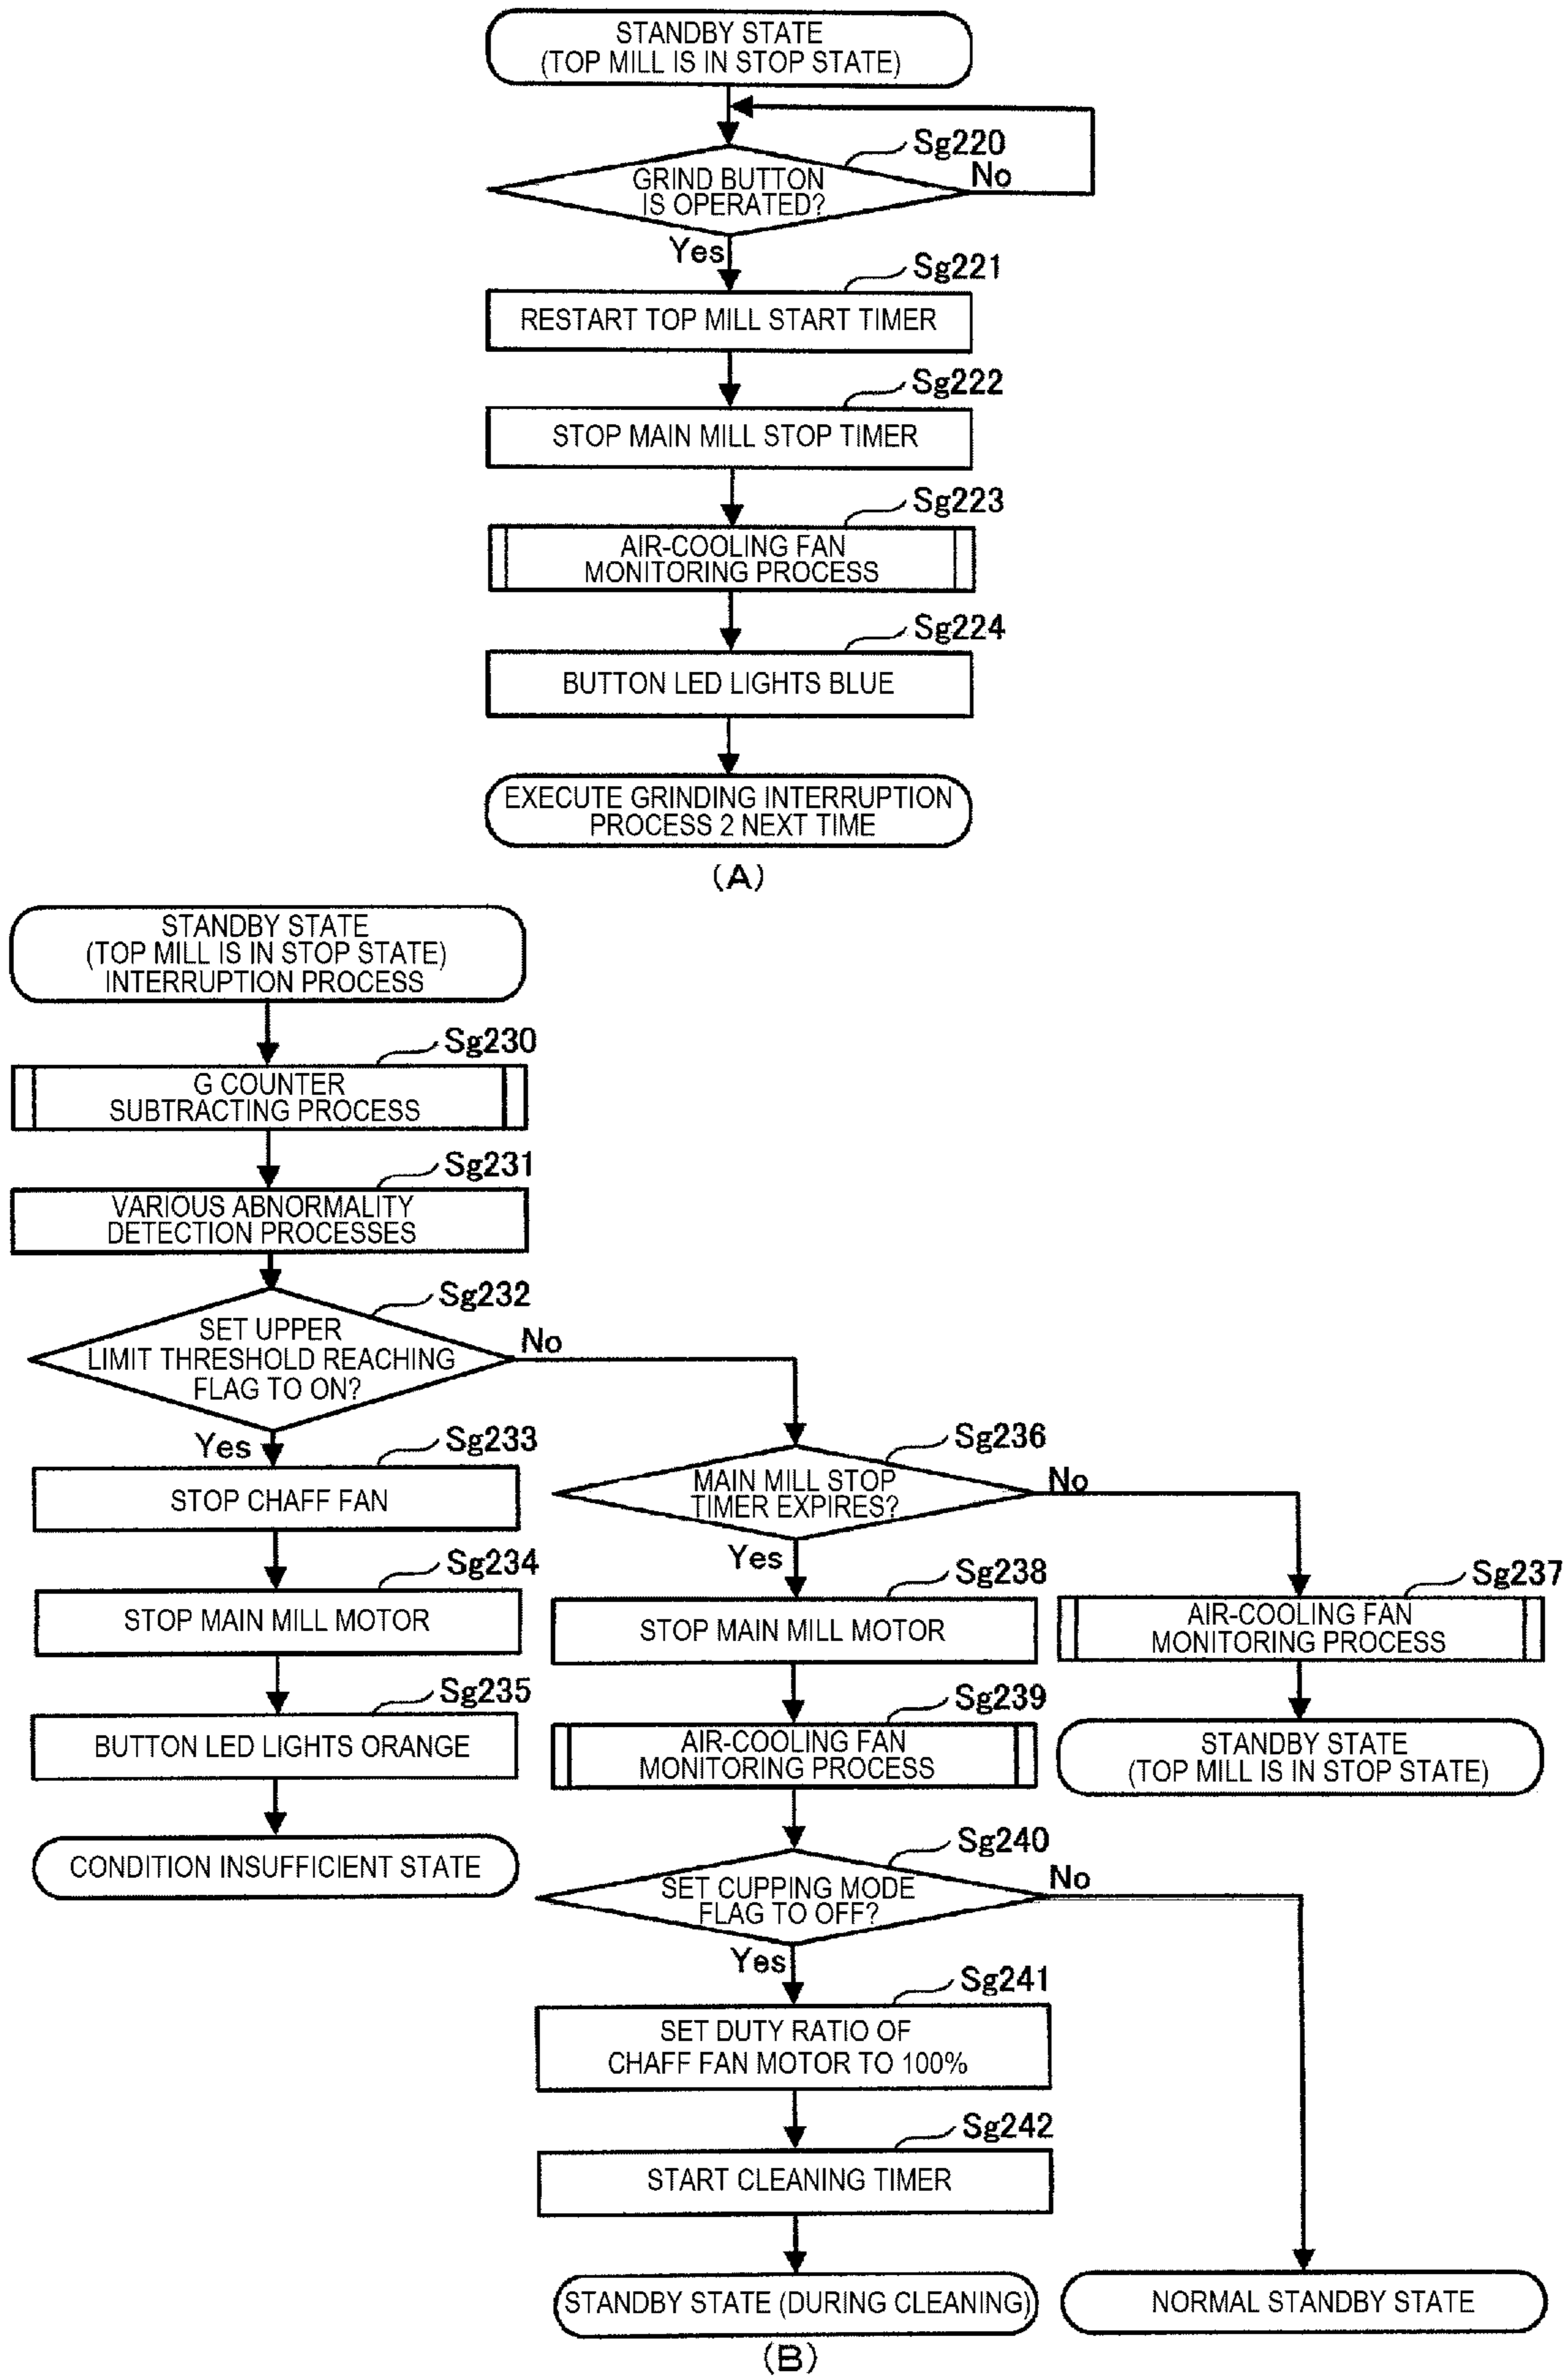 STANDBY STATE
(TOP MILL IS IN STOP STATE)
Sg220
GRIND BUTTON
IS OPERATED?
No
Yes
Sg221
RESTART TOP MILL START TIMER
Sg222
STOP MAIN MILL STOP TIMER
Sg223
AIR-COOLING FAN
MONITORING PROCESS
Sg224
BUTTON LED LIGHTS BLUE
EXECUTE GRINDING INTERRUPTION
PROCESS 2 NEXT TIME
(A)
STANDBY STATE
(TOP MILL IS IN STOP STATE)
INTERRUPTION PROCESS
Sg230
G COUNTER
SUBTRACTING PROCESS
Sg231
VARIOUS ABNORMALITY
DETECTION PROCESSES
Sg232
SET UPPER
LIMIT THRESHOLD REACHING
FLAG TO ON?
No
Yes
Sg233
STOP CHAFF FAN
Sg234
STOP MAIN MILL MOTOR
Sg235
BUTTON LED LIGHTS ORANGE
CONDITION INSUFFICIENT STATE
Sg236
MAIN MILL STOP
TIMER EXPIRES?
No
Yes
Sg237
AIR-COOLING FAN
MONITORING PROCESS
STANDBY STATE
(TOP MILL IS IN STOP STATE)
Sg238
STOP MAIN MILL MOTOR
Sg239
AIR-COOLING FAN
MONITORING PROCESS
Sg240
SET CUPPING MODE
FLAG TO OFF?
No
Yes
Sg241
SET DUTY RATIO OF
CHAFF FAN MOTOR TO 100%
Sg242
START CLEANING TIMER
STANDBY STATE (DURING CLEANING)
NORMAL STANDBY STATE
(B)